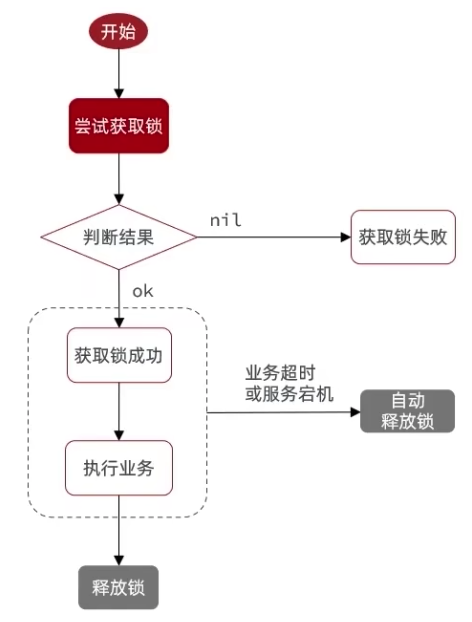 开始
尝试获取锁
判断结果
nil
获取锁失败
ok
获取锁成功
业务超时
或服务宕机
自动
释放锁
执行业务
释放锁